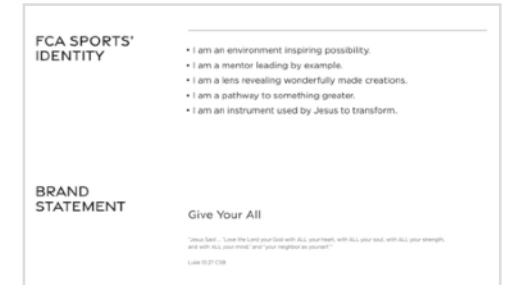 FCA SPORTS'
IDENTITY
• I am an environment inspiring possibility.
• I am a mentor leading by example.
• I am a lens revealing wonderfully made creations.
• I am a pathway to something greater.
• I am an instrument used by Jesus to transform.
BRAND
STATEMENT
Give Your All
"Jesus Said... "Love the Lord your God with ALL your heart, with ALL your soul, with ALL your strength,
and with ALL your mind," and "your neighbor as yourself."
Luke 10:27 CSB